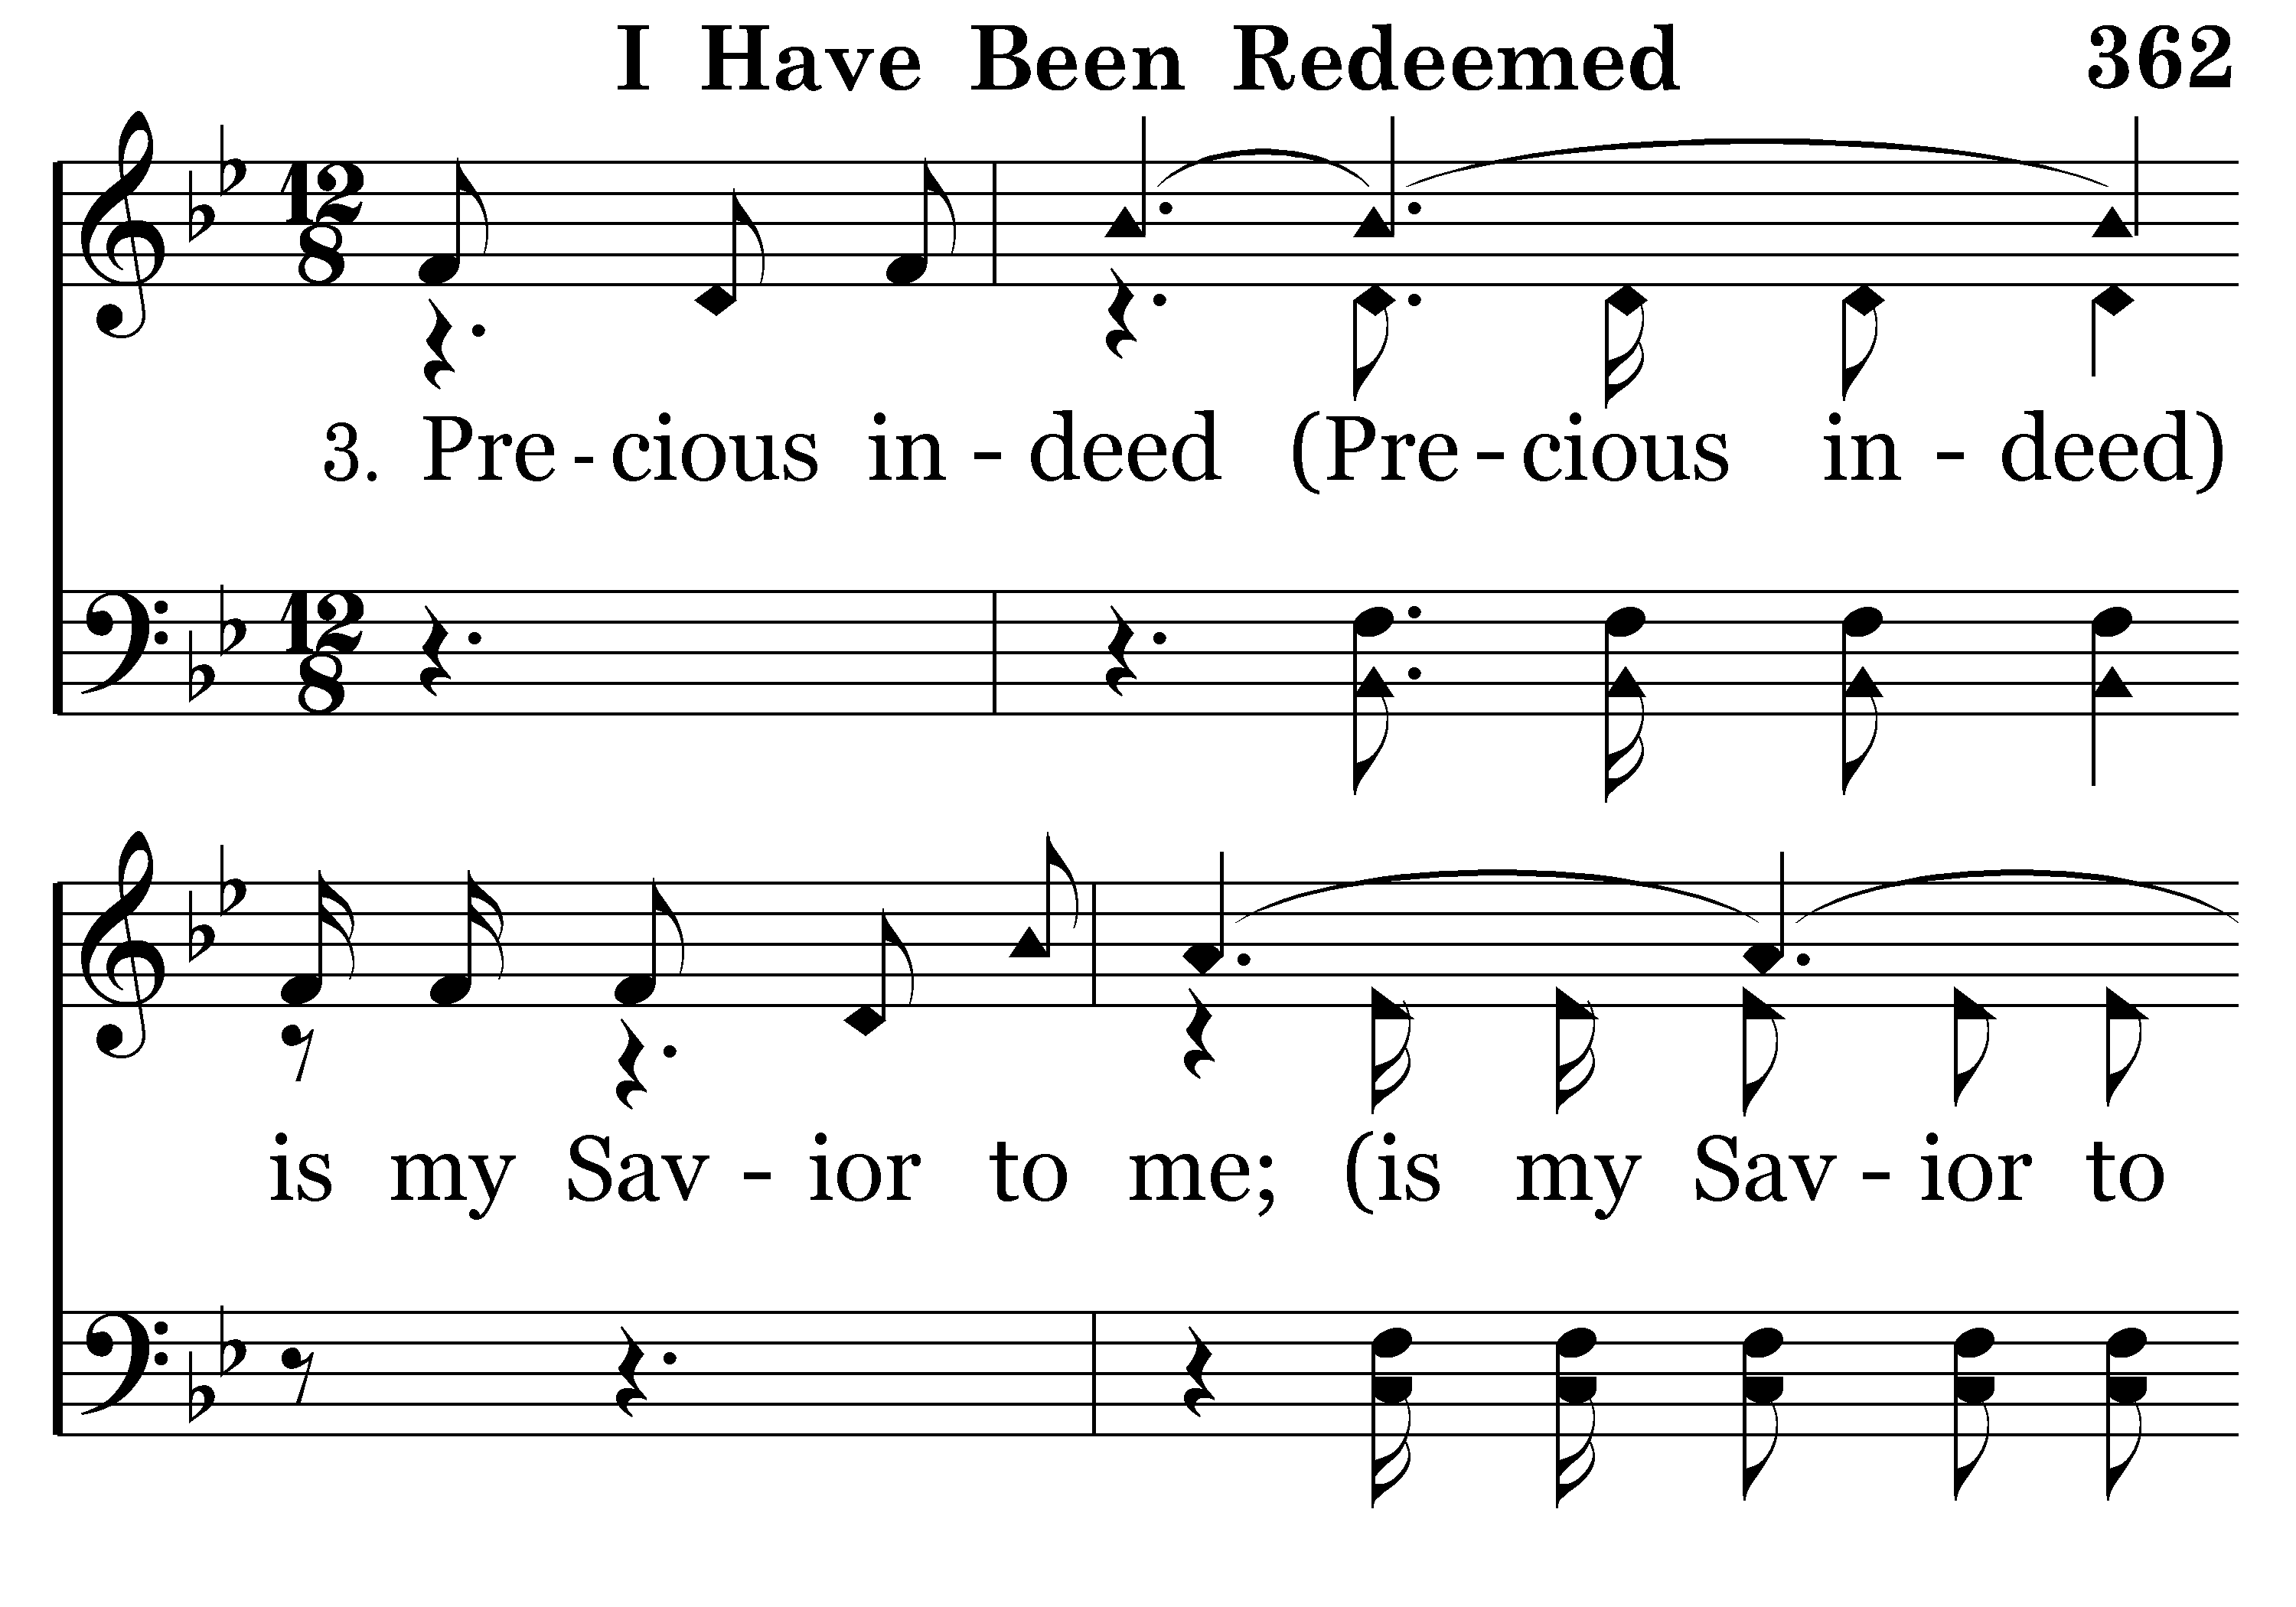 I Have Been Redeemed 362
12
8
3. Pre - cious in - deed (Pre - cious in - deed)
12
8
is my Sav - ior to me; (is my Sav - ior to